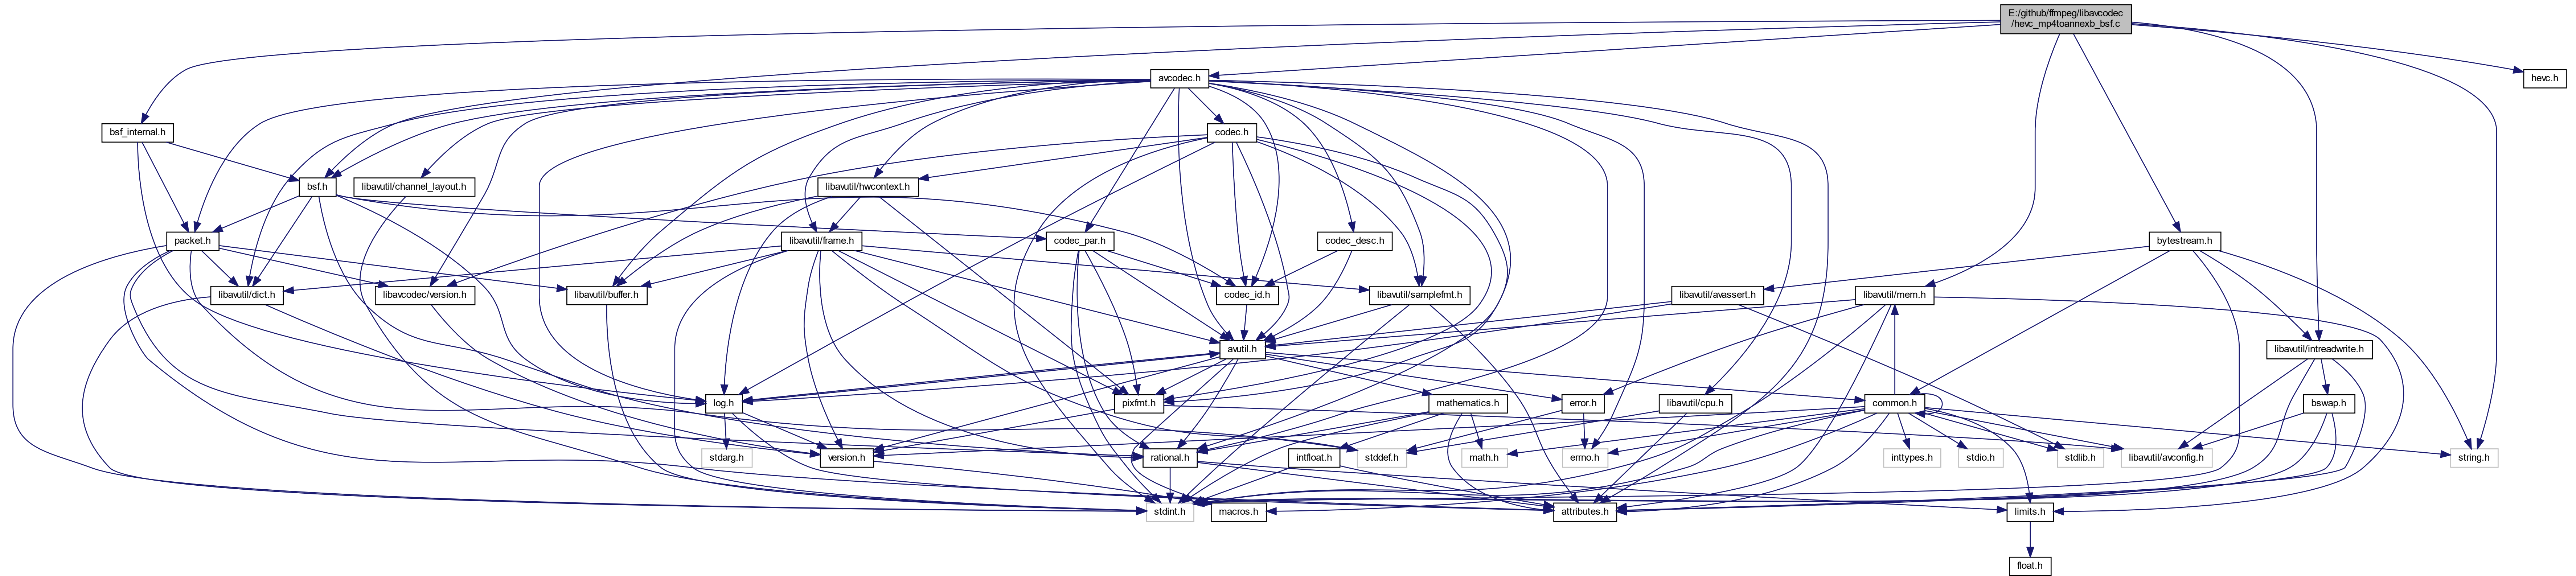 E:/github/ffmpeg/libavcodec
/hevc_mp4toannexb_bsf.c
avcodec.h
hevc.h
bsf_internal.h
codec.h
bsf.h
libavutil/channel_layout.h
libavutil/hwcontext.h
packet.h
libavutil/frame.h
codec_par.h
codec_desc.h
bytestream.h
libavutil/dict.h
libavcodec/version.h
libavutil/buffer.h
codec_id.h
libavutil/samplefmt.h
libavutil/avassert.h
libavutil/mem.h
avutil.h
libavutil/intreadwrite.h
log.h
pixfmt.h
mathematics.h
error.h
libavutil/cpu.h
common.h
bswap.h
stdarg.h
version.h
rational.h
intfloat.h
stddef.h
math.h
errno.h
inttypes.h
stdio.h
stdlib.h
libavutil/avconfig.h
string.h
stdint.h
macros.h
attributes.h
limits.h
float.h